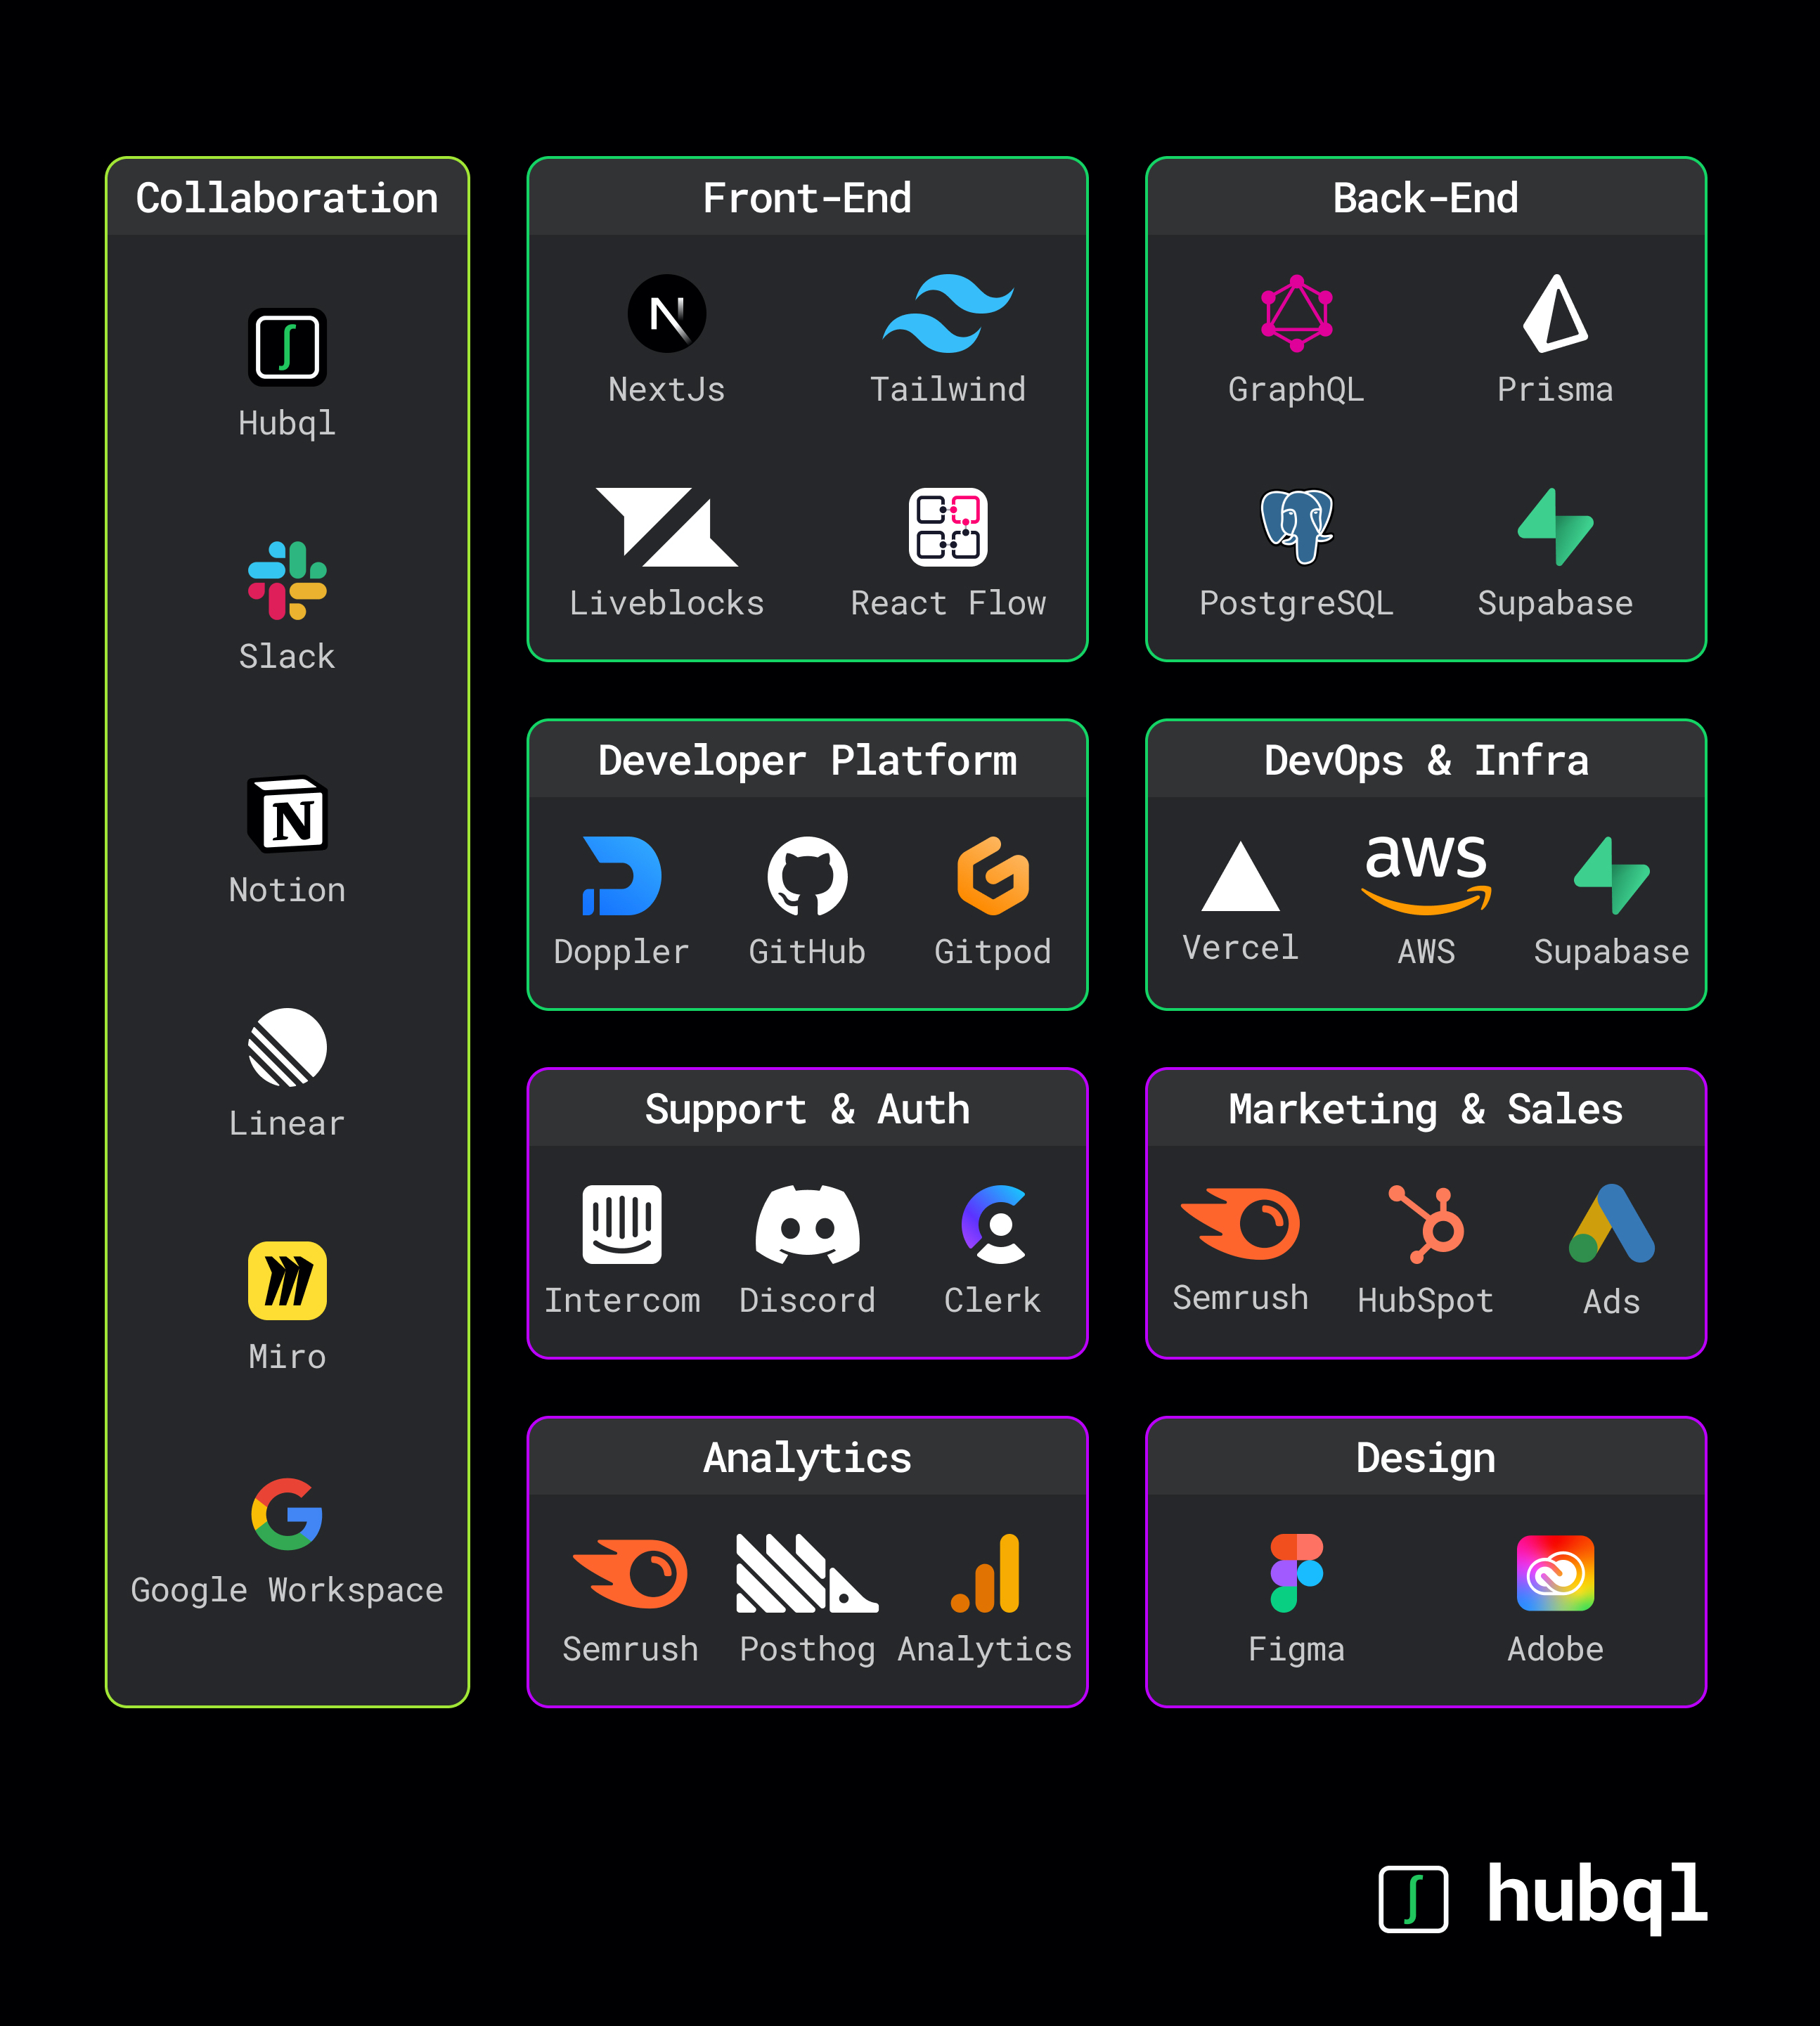 Collaboration
Hubql
Slack
Notion
Linear
Miro
Google Workspace
Front-End
NextJs
Tailwind
Liveblocks
React Flow
Back-End
GraphQL
Prisma
PostgreSQL
Supabase
Developer Platform
Doppler
GitHub
Gitpod
DevOps & Infra
aws
Vercel
AWS
Supabase
Support & Auth
Intercom
Discord
Clerk
Marketing & Sales
Semrush
HubSpot
Ads
Analytics
Semrush
Posthog
Analytics
Design
Figma
Adobe
hubql